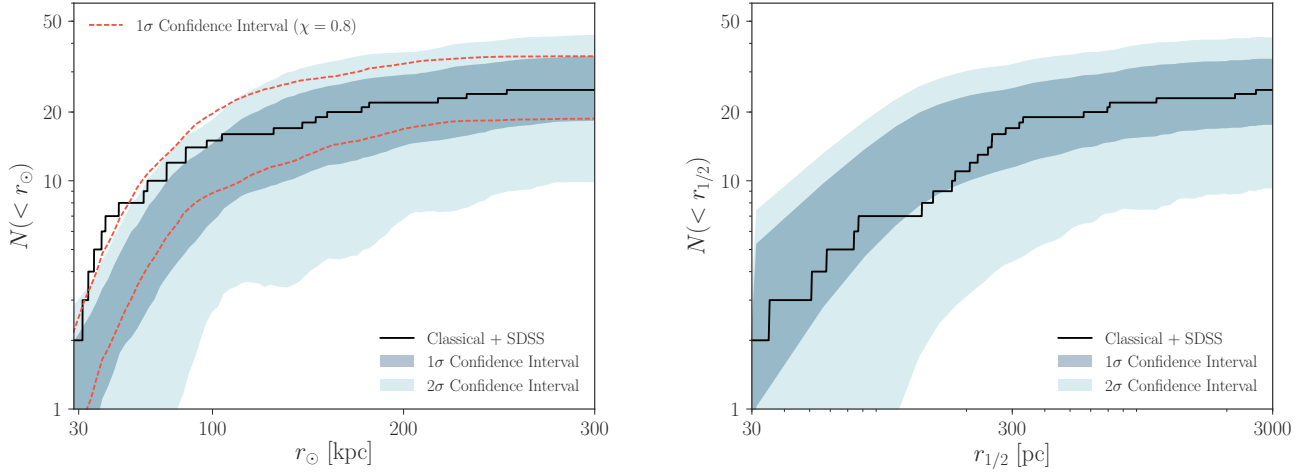 1σ Confidence Interval (χ = 0.8)
50
20
10
1
N(< r⊙)
30
100
200
300
r⊙ [kpc]
Classical + SDSS
1σ Confidence Interval
2σ Confidence Interval
50
20
10
1
N(< r1/2)
30
300
3000
r1/2 [pc]
Classical + SDSS
1σ Confidence Interval
2σ Confidence Interval